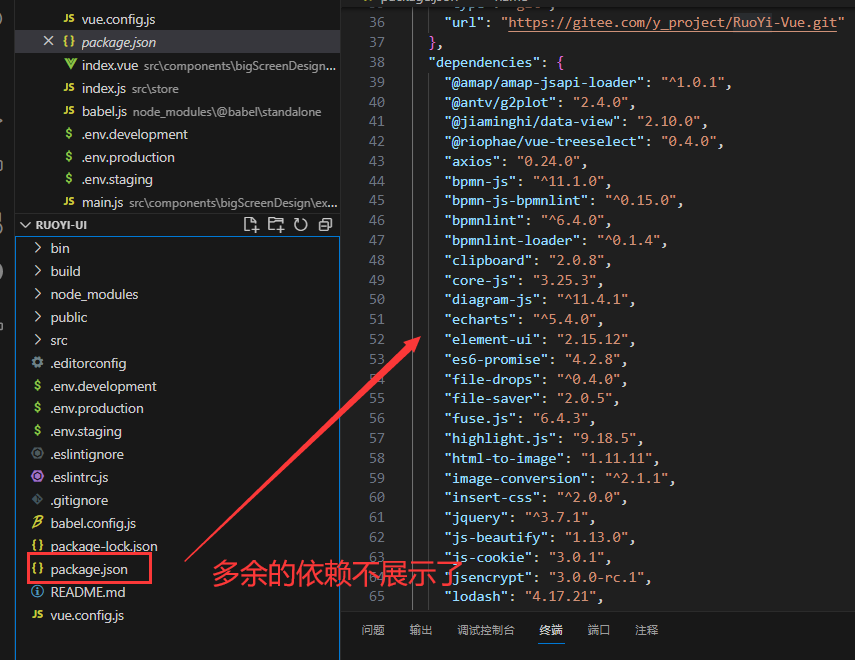 JS vue.config.js
{} package.json
index.vue src\components\bigScreenDesign...
JS index.js src\store
JS babel.js node_modules\@babel\standalone
$ .env.development
$ .env.production
$ .env.staging
JS main.js src\components\bigScreenDesign\ex...
RUOYI-UI
bin
build
node_modules
public
src
.editorconfig
$ .env.development
$ .env.production
$ .env.staging
.eslintignore
.eslintrc.js
.gitignore
babel.config.js
{} package-lock.json
{} package.json
README.md
JS vue.config.js
36 "url": "https://gitee.com/y_project/RuoYi-Vue.git"
37 },
38 "dependencies": {
39 "@amap/amap-jsapi-loader": "^1.0.1",
40 "@antv/g2plot": "2.4.0",
41 "@jiaminghi/data-view": "2.10.0",
42 "@riophae/vue-treeselect": "0.4.0",
43 "axios": "0.24.0",
44 "bpmn-js": "^11.1.0",
45 "bpmn-js-bpmnlint": "^0.15.0",
46 "bpmnlint": "^6.4.0",
47 "bpmnlint-loader": "^0.1.4",
48 "clipboard": "2.0.8",
49 "core-js": "3.25.3",
50 "diagram-js": "^11.4.1",
51 "echarts": "^5.4.0",
52 "element-ui": "2.15.12",
53 "es6-promise": "4.2.8",
54 "file-drops": "^0.4.0",
55 "file-saver": "2.0.5",
56 "fuse.js": "6.4.3",
57 "highlight.js": "9.18.5",
58 "html-to-image": "1.11.11",
59 "image-conversion": "^2.1.1",
60 "insert-css": "^2.0.0",
61 "jquery": "^3.7.1",
62 "js-beautify": "1.13.0",
63 "js-cookie": "3.0.1",
64 "jsencrypt": "3.0.0-rc.1",
65 "lodash": "4.17.21",
多余的依赖不展示了
问题 输出 调试控制台 终端 端口 注释